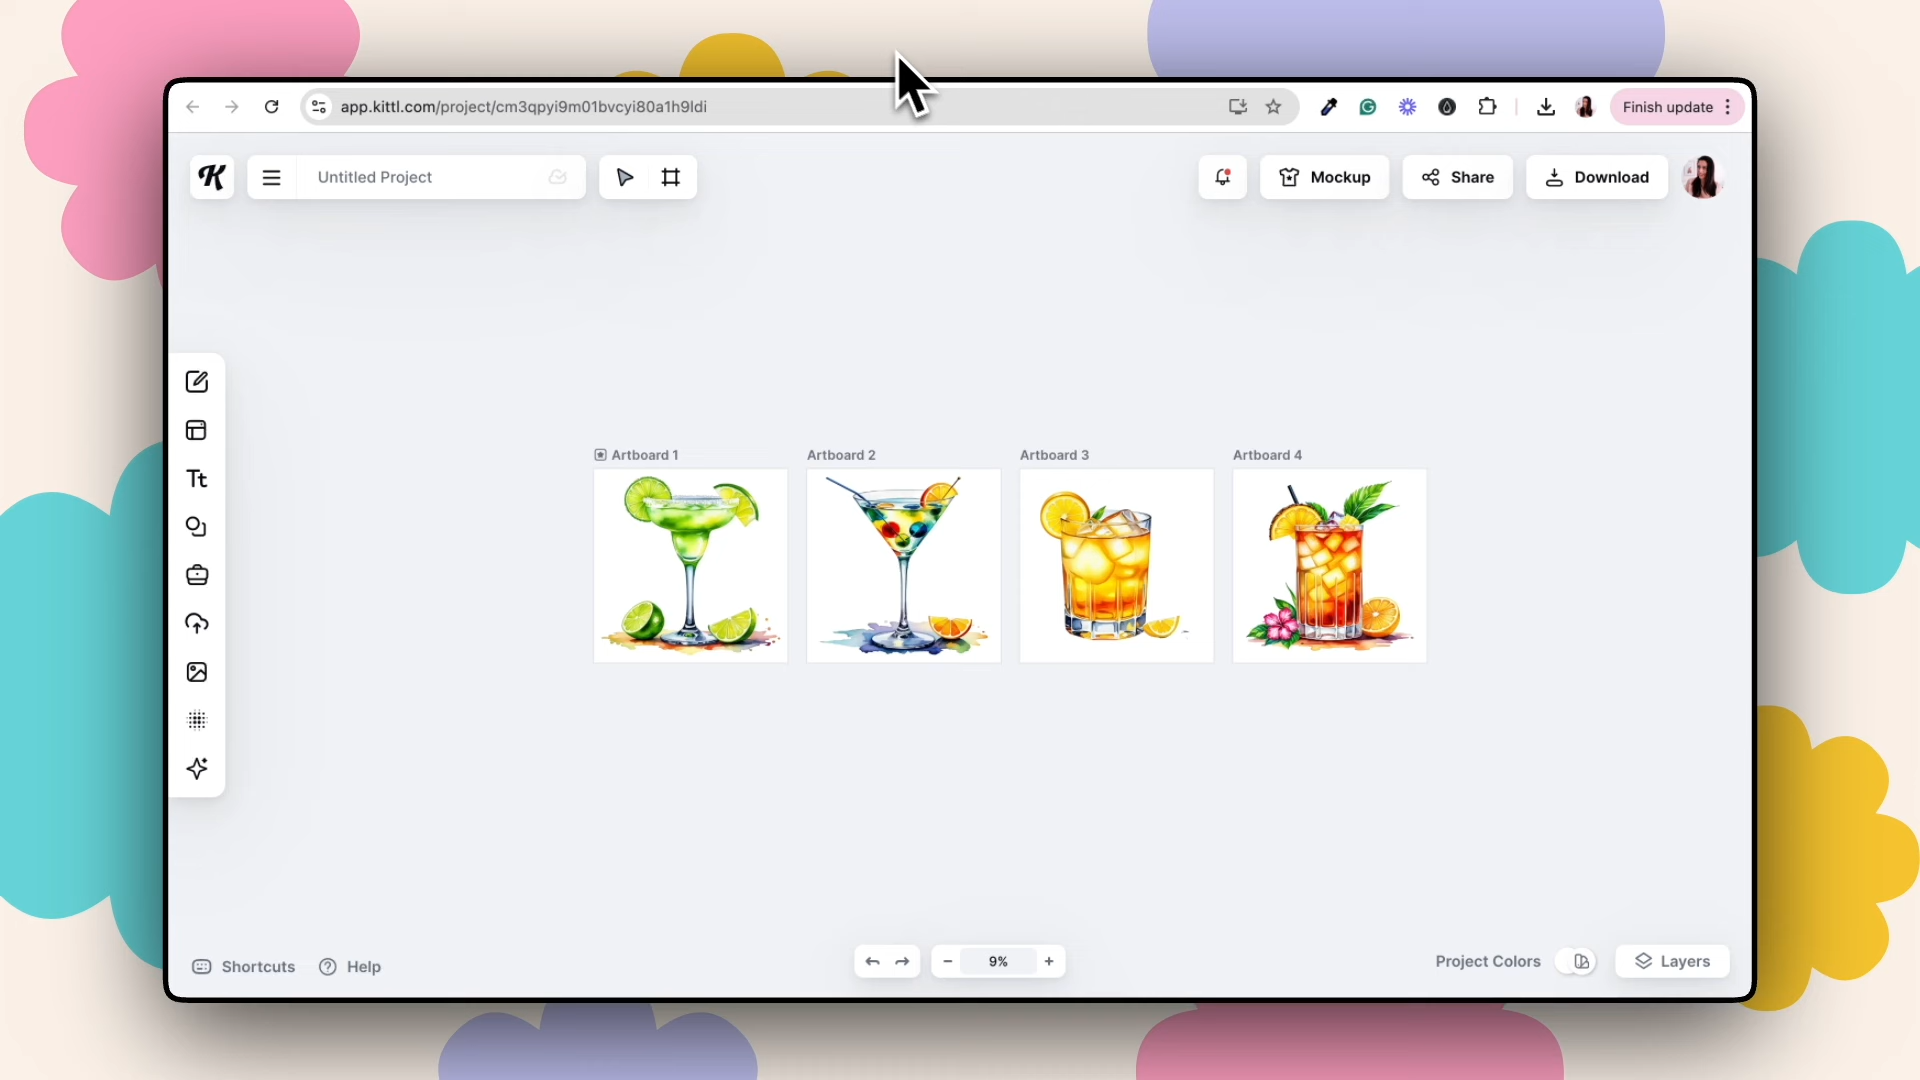 app.kittl.com/project/cm3qpyi9m01bvcyi80a1h9ldi
Finish update
K
Untitled Project
Mockup
Share
Download
Tt
Artboard 1
Artboard 2
Artboard 3
Artboard 4
Shortcuts
Help
9%
Project Colors
Layers